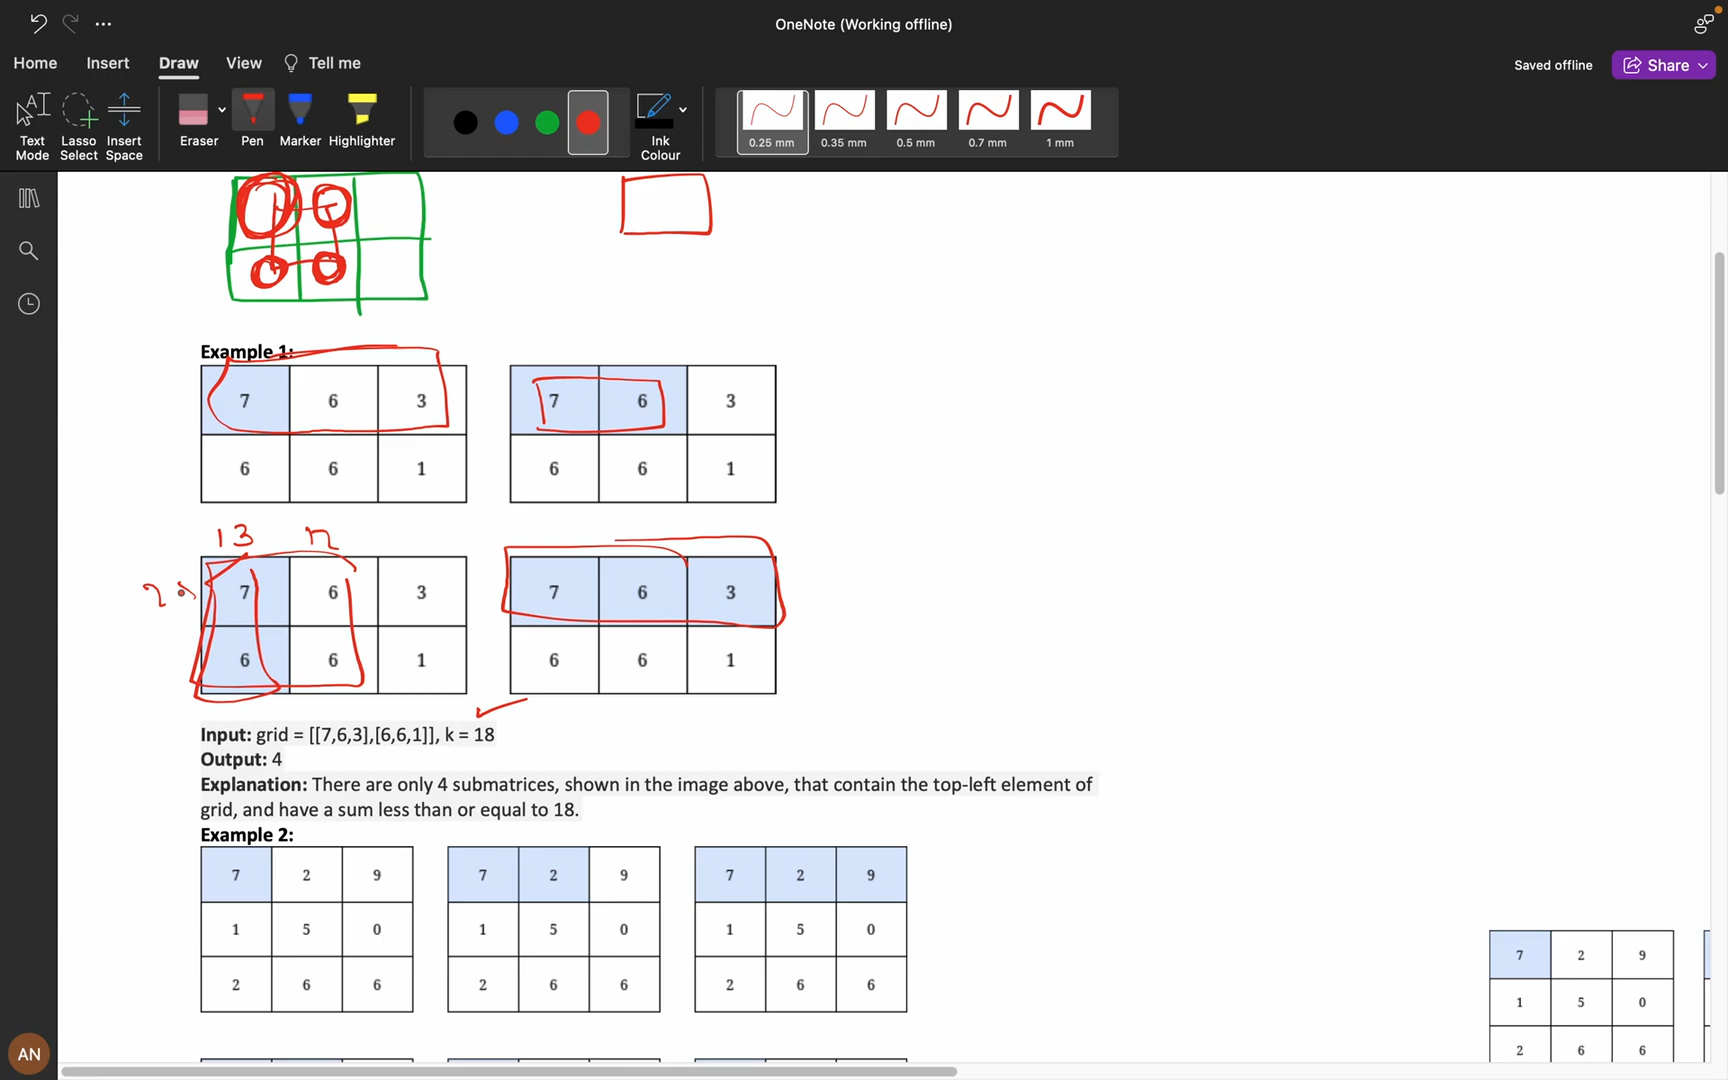 OneNote (Working offline)
Home Insert Draw View Tell me
Saved offline Share
Text Mode
Lasso Select
Insert Space
Eraser
Pen
Marker
Highlighter
Ink Colour
0.25 mm
0.35 mm
0.5 mm
0.7 mm
1 mm
Example 1:
7 6 3
6 6 1
7 6 3
6 6 1
13
7 6 3
6 6 1
7 6 3
6 6 1
Input: grid = [[7,6,3],[6,6,1]], k = 18
Output: 4
Explanation: There are only 4 submatrices, shown in the image above, that contain the top-left element of
grid, and have a sum less than or equal to 18.
Example 2:
7 2 9
1 5 0
2 6 6
7 2 9
1 5 0
2 6 6
7 2 9
1 5 0
2 6 6
7 2 9
1 5 0
2 6 6
AN